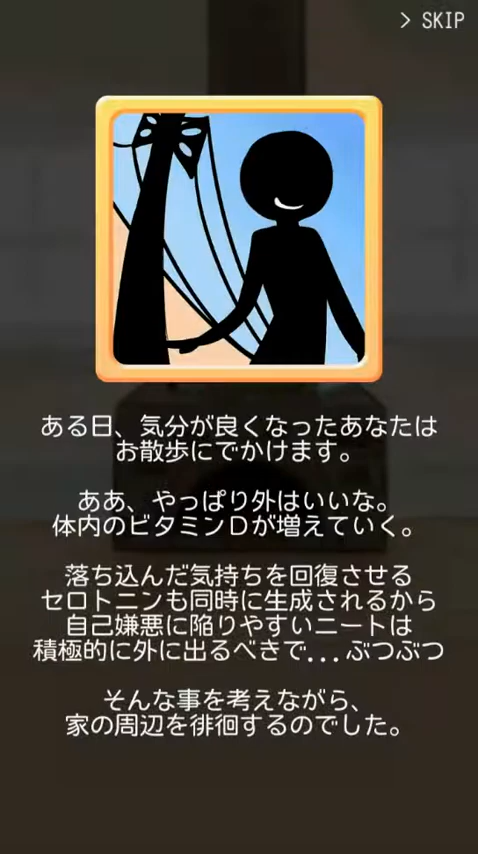 > SKIP
ある日、気分が良くなったあなたは
お散歩にでかけます。
ああ、やっぱり外はいいな。
体内のビタミンDが増えていく。
落ち込んだ気持ちを回復させる
セロトニンも同時に生成されるから
自己嫌悪に陥りやすいニートは
積極的に外に出るべきで...ぶつぶつ
そんな事を考えながら、
家の周辺を徘徊するのでした。